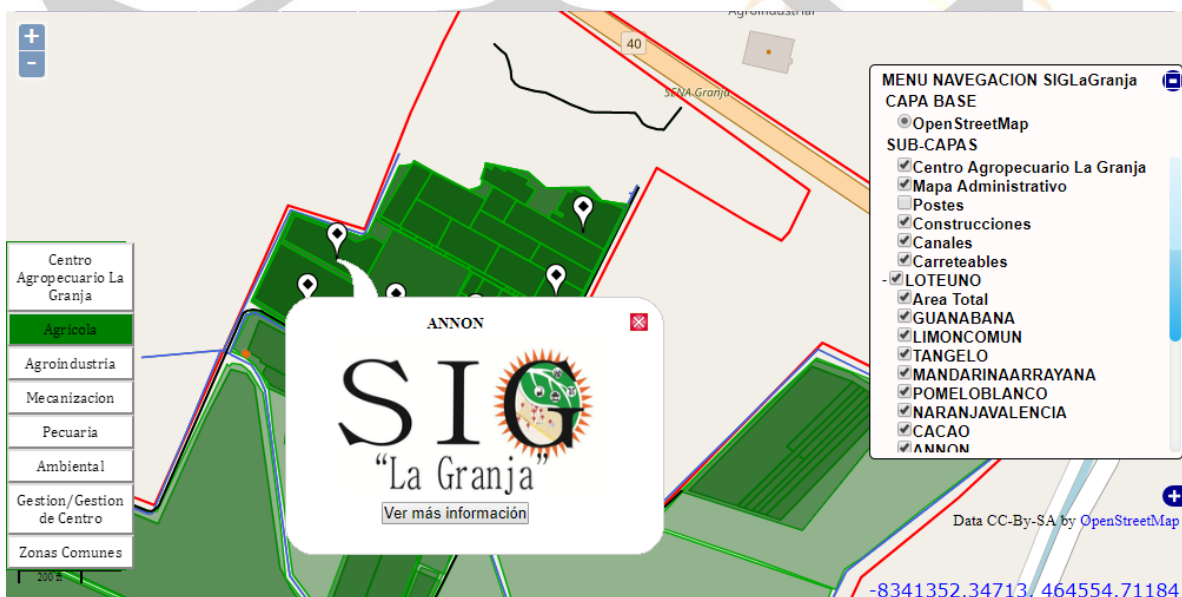 Agroindustrial
+
-
40
SENA Granja
MENU NAVEGACION SIGLaGranja
CAPA BASE
OpenStreetMap
SUB-CAPAS
Centro Agropecuario La Granja
Mapa Administrativo
Postes
Construcciones
Canales
Carreteables
-LOTEUNO
Area Total
GUANABANA
LIMONCOMUN
TANGELO
MANDARINAARRAYANA
POMELOBLANCO
NARANJAVALENCIA
CACAO
ANNON
Centro
Agropecuario La
Granja
Agricola
Agroindustria
Mecanizacion
Pecuaria
Ambiental
Gestion/Gestion
de Centro
Zonas Comunes
200 ft
ANNON
SIG
“La Granja”
Ver más información
+
Data CC-By-SA by OpenStreetMap
-8341352.34713, 464554.71184